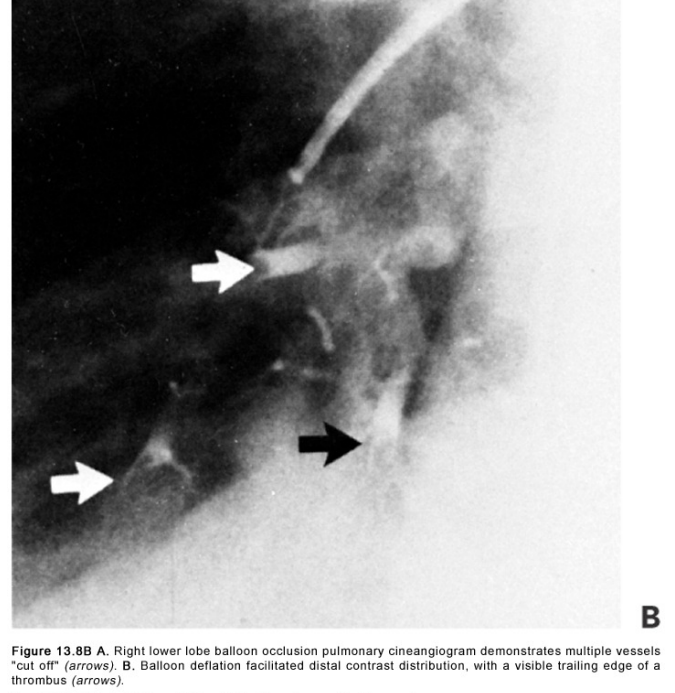 B
Figure 13.8B A. Right lower lobe balloon occlusion pulmonary cineangiogram demonstrates multiple vessels
"cut off" (arrows). B. Balloon deflation facilitated distal contrast distribution, with a visible trailing edge of
thrombus (arrows).